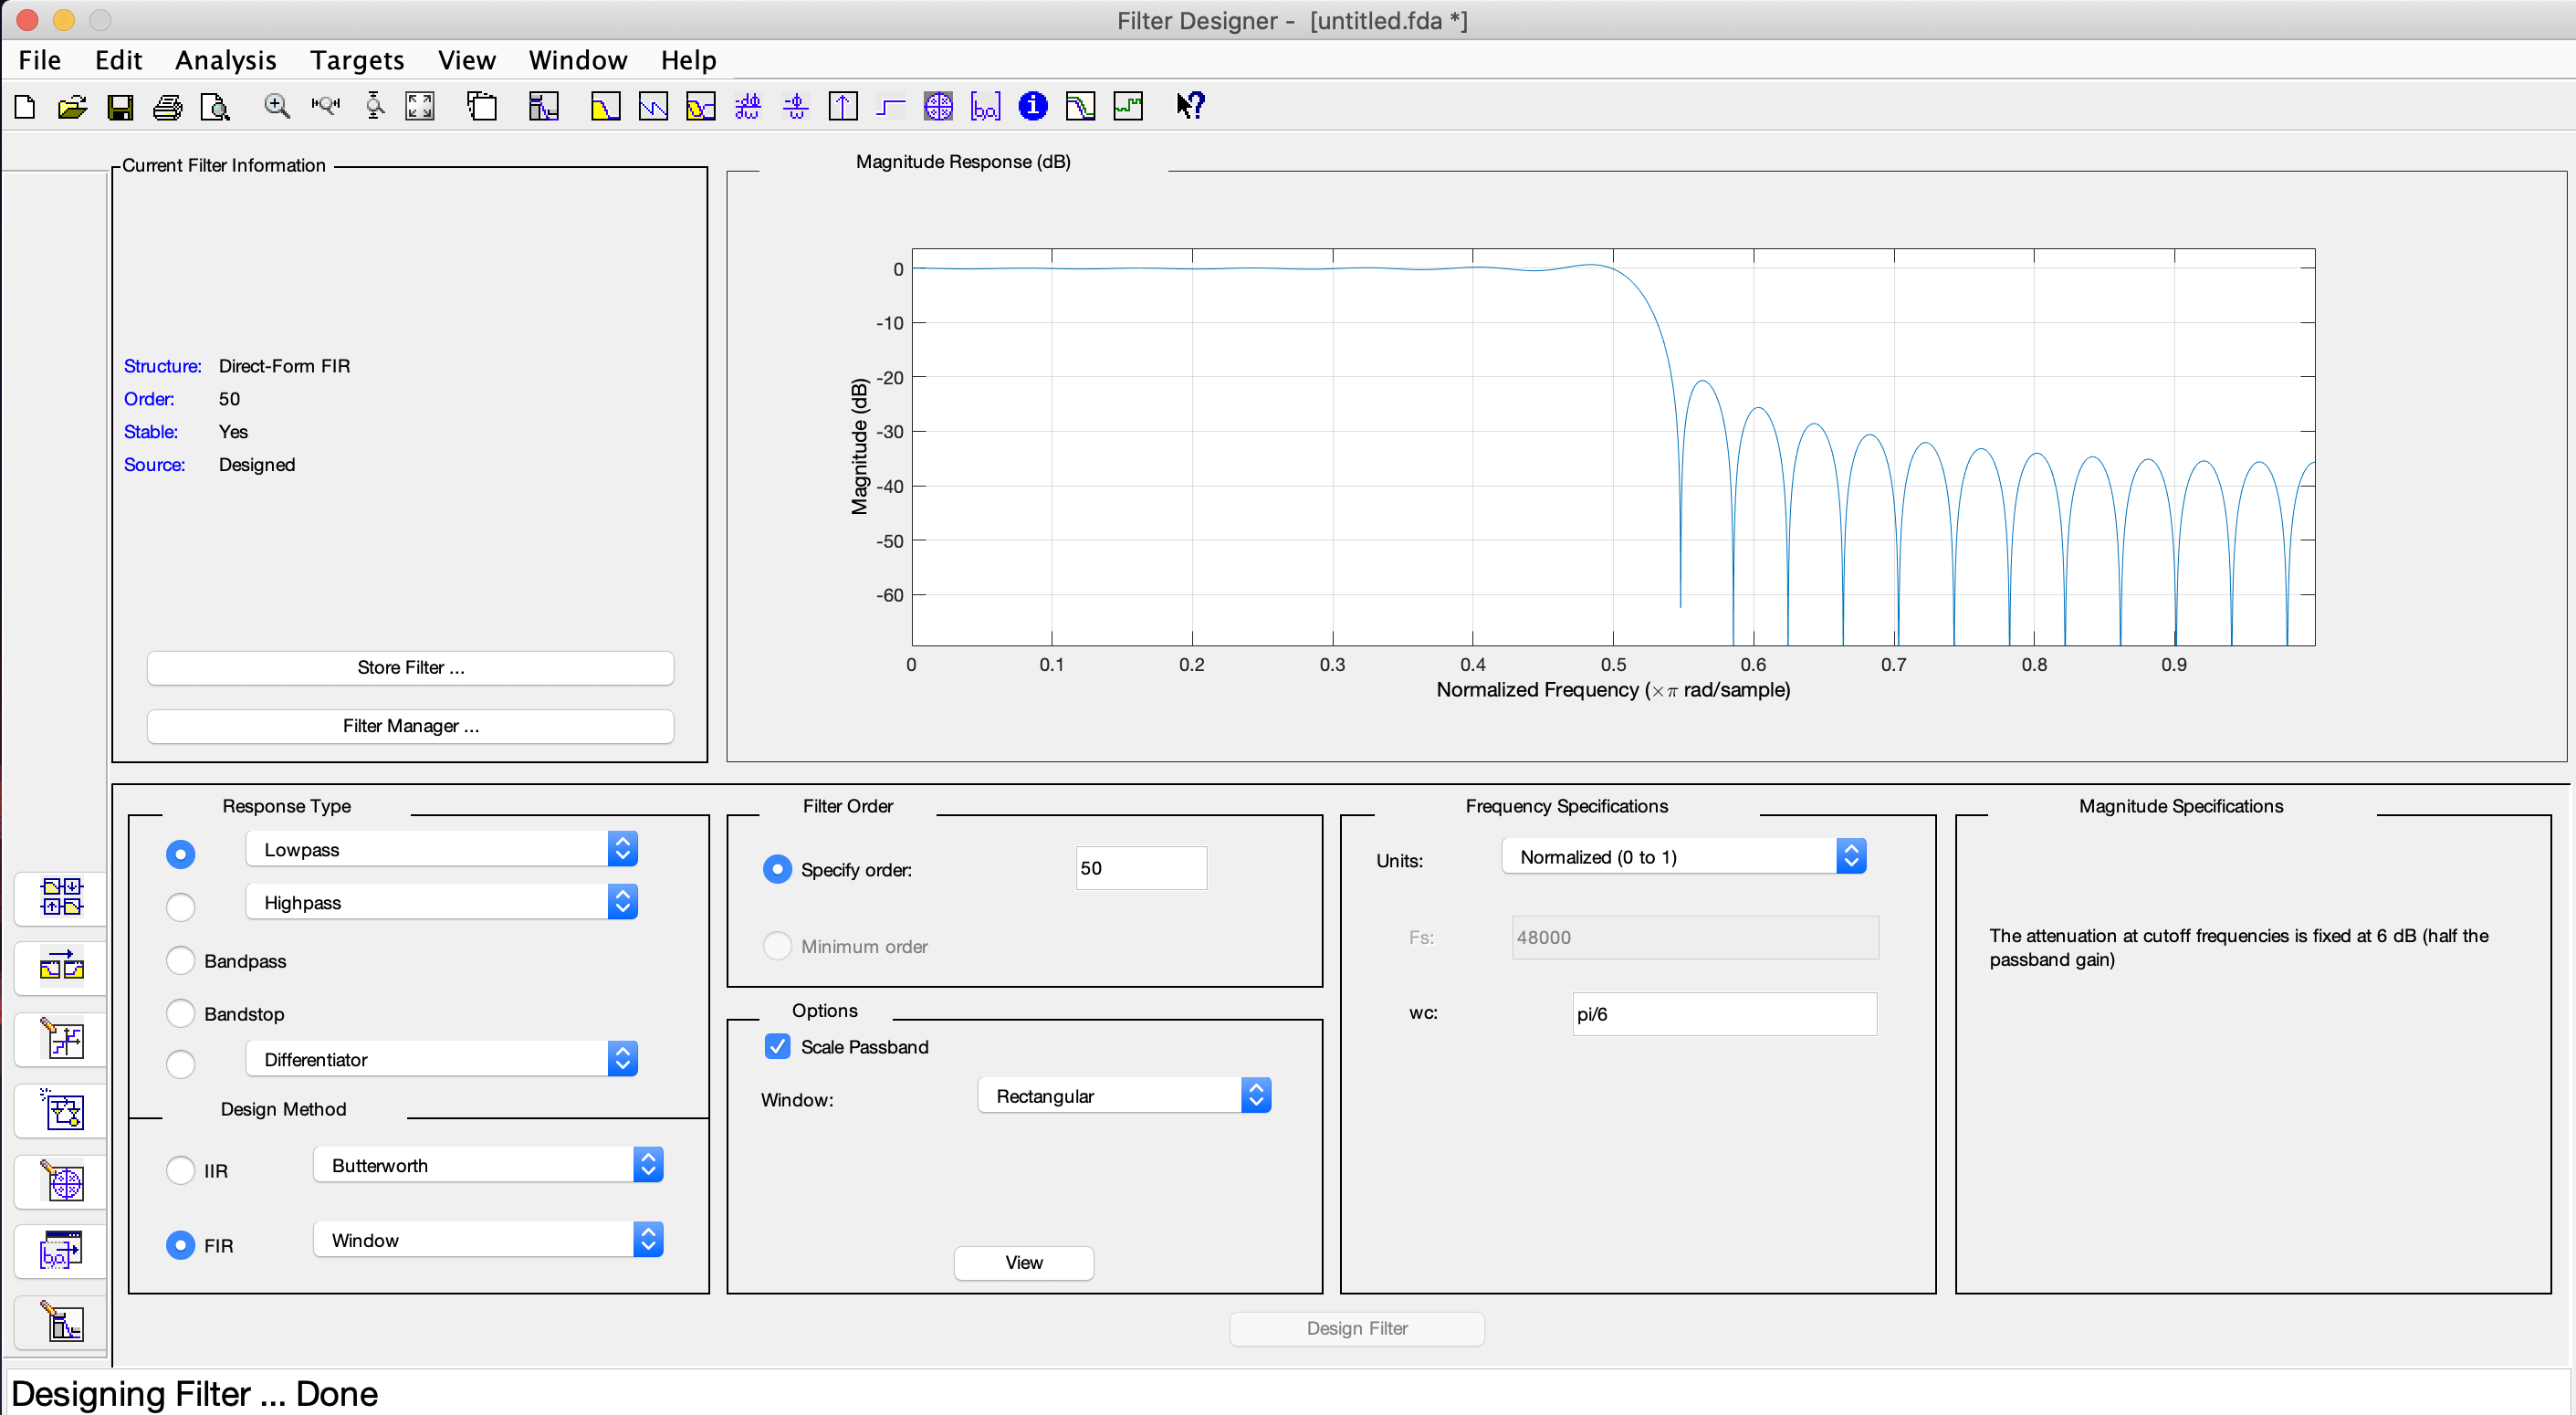 Filter Designer - [untitled.fda *]
File Edit Analysis Targets View Window Help
Current Filter Information
Structure: Direct-Form FIR
Order: 50
Stable: Yes
Source: Designed
Store Filter ...
Filter Manager ...
Magnitude Response (dB)
0
-10
-20
-30
-40
-50
-60
Magnitude (dB)
0 0.1 0.2 0.3 0.4 0.5 0.6 0.7 0.8 0.9
Normalized Frequency (×π rad/sample)
Response Type
Lowpass
Highpass
Bandpass
Bandstop
Differentiator
Design Method
IIR Butterworth
FIR Window
Filter Order
Specify order: 50
Minimum order
Options
Scale Passband
Window: Rectangular
View
Frequency Specifications
Units: Normalized (0 to 1)
Fs: 48000
wc: pi/6
Magnitude Specifications
The attenuation at cutoff frequencies is fixed at 6 dB (half the
passband gain)
Design Filter
Designing Filter ... Done